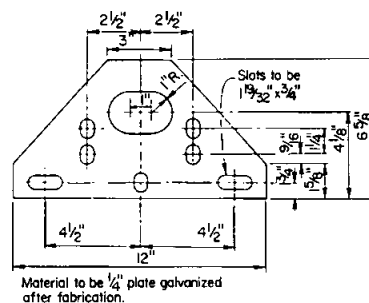 2½" 2½"
3"
1"
1"R.
Slots to be
1 19/32" x ¾"
9/16
1¼"
4⅛"
6⅝"
¾"
1⅝"
4½" 4½"
12"
Material to be ¼" plate galvanized
after fabrication.